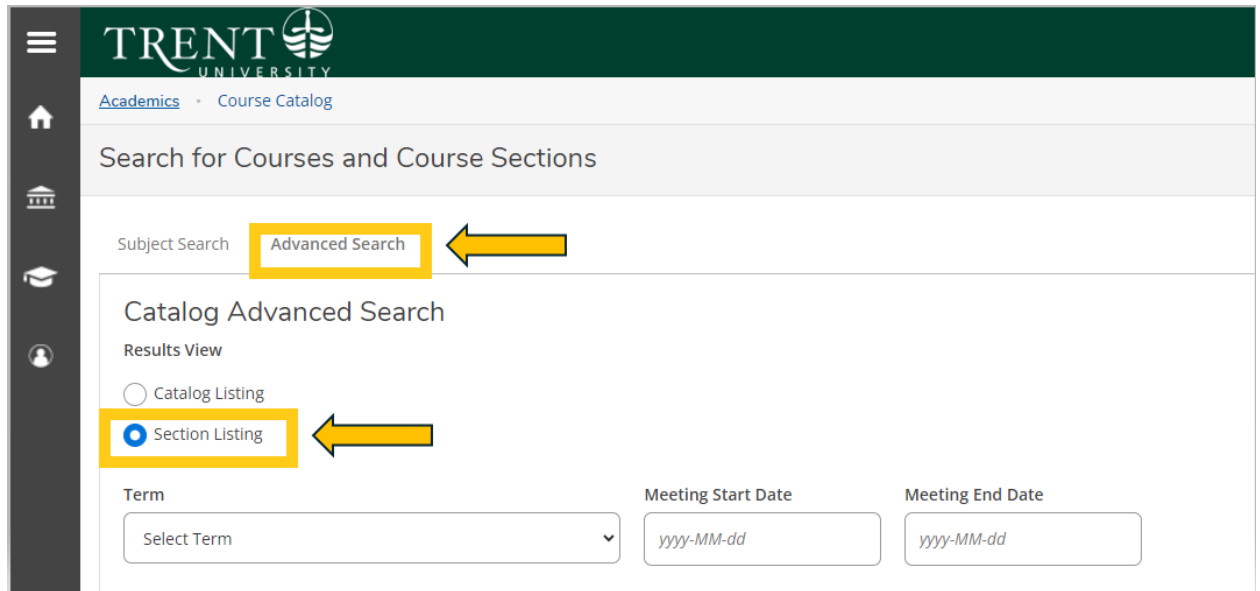 TRENT
UNIVERSITY
Academics • Course Catalog
Search for Courses and Course Sections
Subject Search Advanced Search
Catalog Advanced Search
Results View
Catalog Listing
Section Listing
Term Meeting Start Date Meeting End Date
Select Term yyyy-MM-dd yyyy-MM-dd